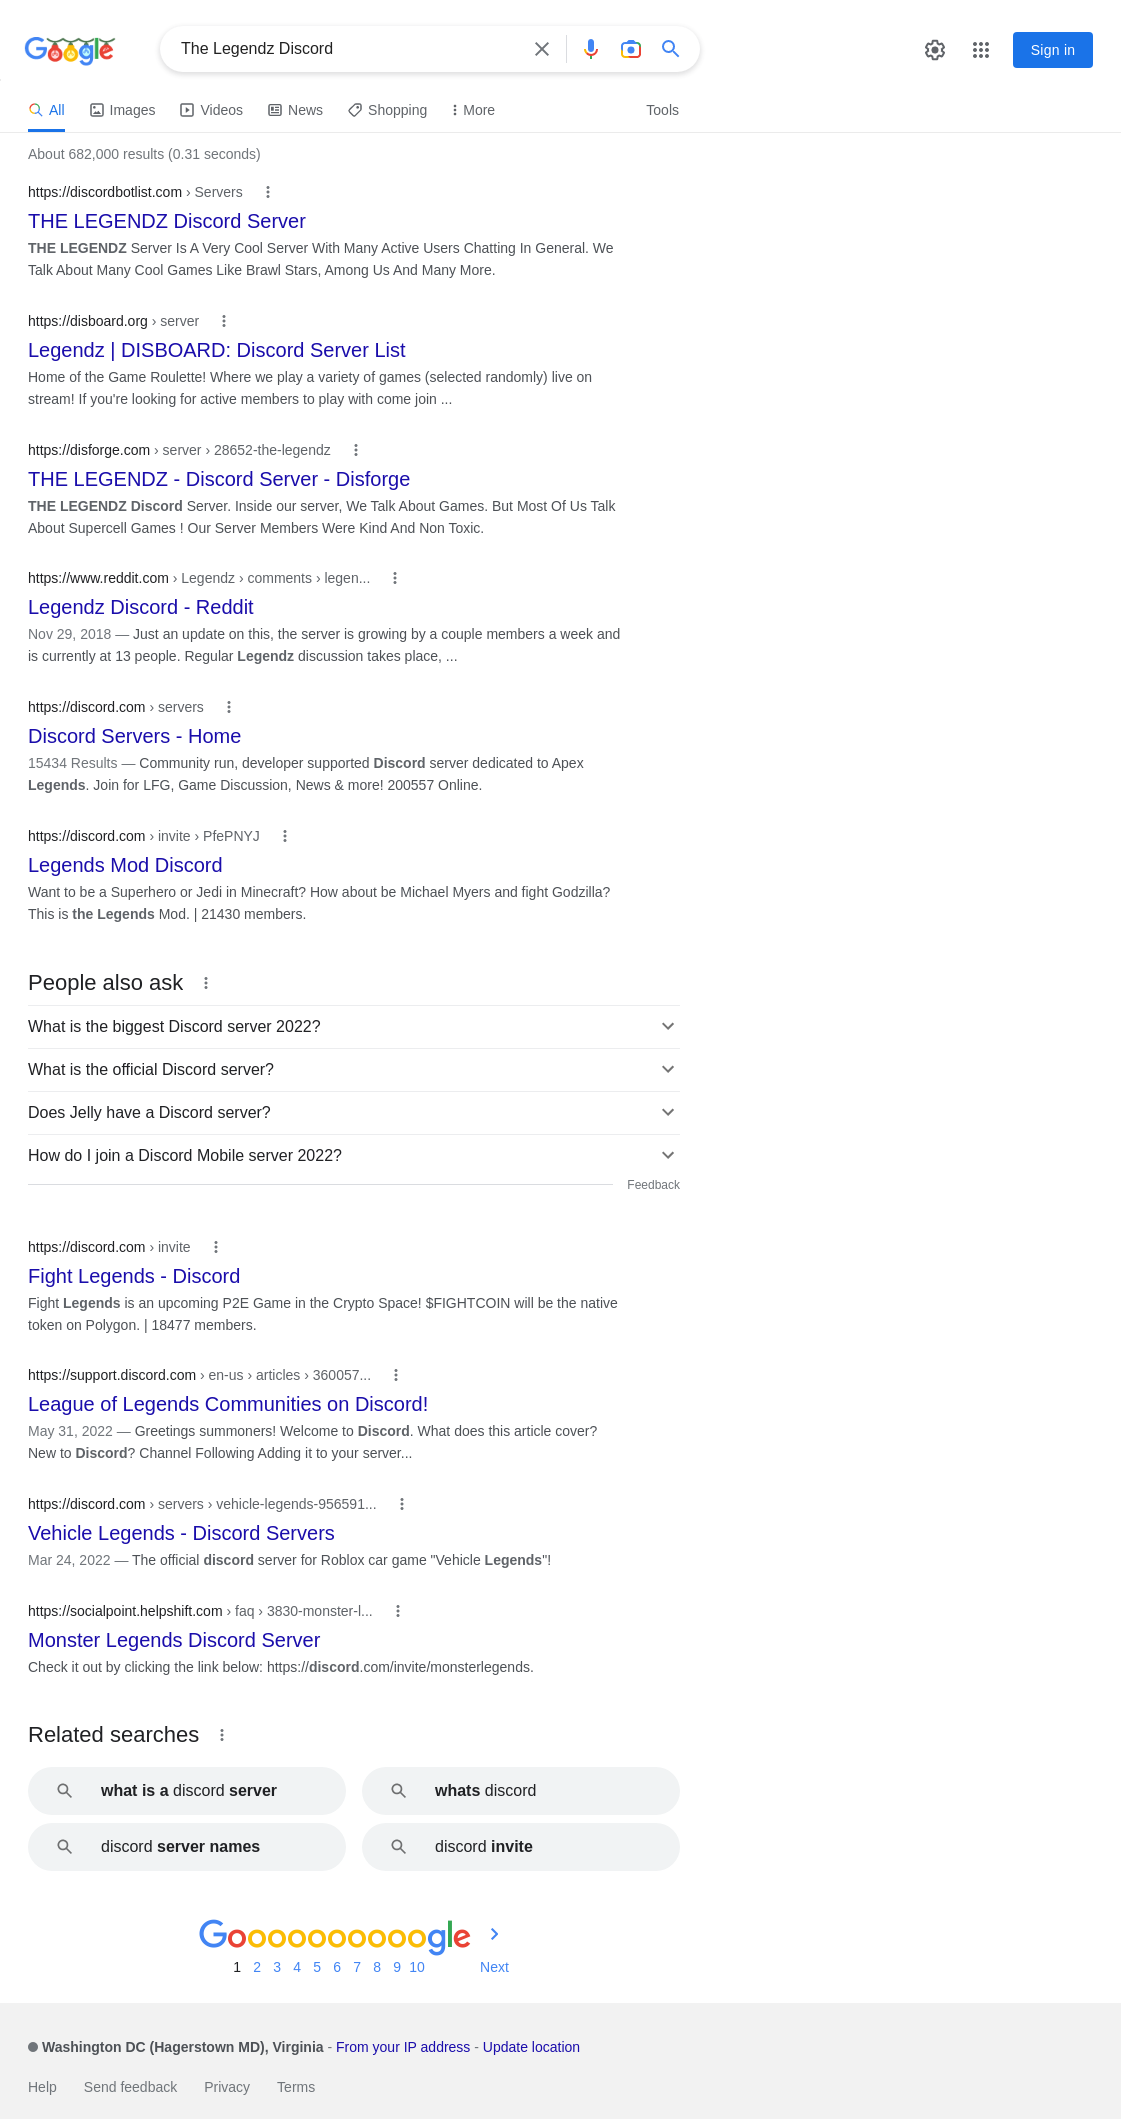 Google
The Legendz Discord
Sign in
All Images Videos News Shopping More Tools
About 682,000 results (0.31 seconds)
https://discordbotlist.com › Servers
THE LEGENDZ Discord Server
THE LEGENDZ Server Is A Very Cool Server With Many Active Users Chatting In General. We
Talk About Many Cool Games Like Brawl Stars, Among Us And Many More.
https://disboard.org › server
Legendz | DISBOARD: Discord Server List
Home of the Game Roulette! Where we play a variety of games (selected randomly) live on
stream! If you're looking for active members to play with come join ...
https://disforge.com › server › 28652-the-legendz
THE LEGENDZ - Discord Server - Disforge
THE LEGENDZ Discord Server. Inside our server, We Talk About Games. But Most Of Us Talk
About Supercell Games ! Our Server Members Were Kind And Non Toxic.
https://www.reddit.com › Legendz › comments › legen...
Legendz Discord - Reddit
Nov 29, 2018 — Just an update on this, the server is growing by a couple members a week and
is currently at 13 people. Regular Legendz discussion takes place, ...
https://discord.com › servers
Discord Servers - Home
15434 Results — Community run, developer supported Discord server dedicated to Apex
Legends. Join for LFG, Game Discussion, News & more! 200557 Online.
https://discord.com › invite › PfePNYJ
Legends Mod Discord
Want to be a Superhero or Jedi in Minecraft? How about be Michael Myers and fight Godzilla?
This is the Legends Mod. | 21430 members.
People also ask
What is the biggest Discord server 2022?
What is the official Discord server?
Does Jelly have a Discord server?
How do I join a Discord Mobile server 2022?
Feedback
https://discord.com › invite
Fight Legends - Discord
Fight Legends is an upcoming P2E Game in the Crypto Space! $FIGHTCOIN will be the native
token on Polygon. | 18477 members.
https://support.discord.com › en-us › articles › 360057...
League of Legends Communities on Discord!
May 31, 2022 — Greetings summoners! Welcome to Discord. What does this article cover?
New to Discord? Channel Following Adding it to your server...
https://discord.com › servers › vehicle-legends-956591...
Vehicle Legends - Discord Servers
Mar 24, 2022 — The official discord server for Roblox car game "Vehicle Legends"!
https://socialpoint.helpshift.com › faq › 3830-monster-l...
Monster Legends Discord Server
Check it out by clicking the link below: https://discord.com/invite/monsterlegends.
Related searches
what is a discord server
whats discord
discord server names
discord invite
Goooooooooogle
1 2 3 4 5 6 7 8 9 10 Next
Washington DC (Hagerstown MD), Virginia - From your IP address - Update location
Help Send feedback Privacy Terms